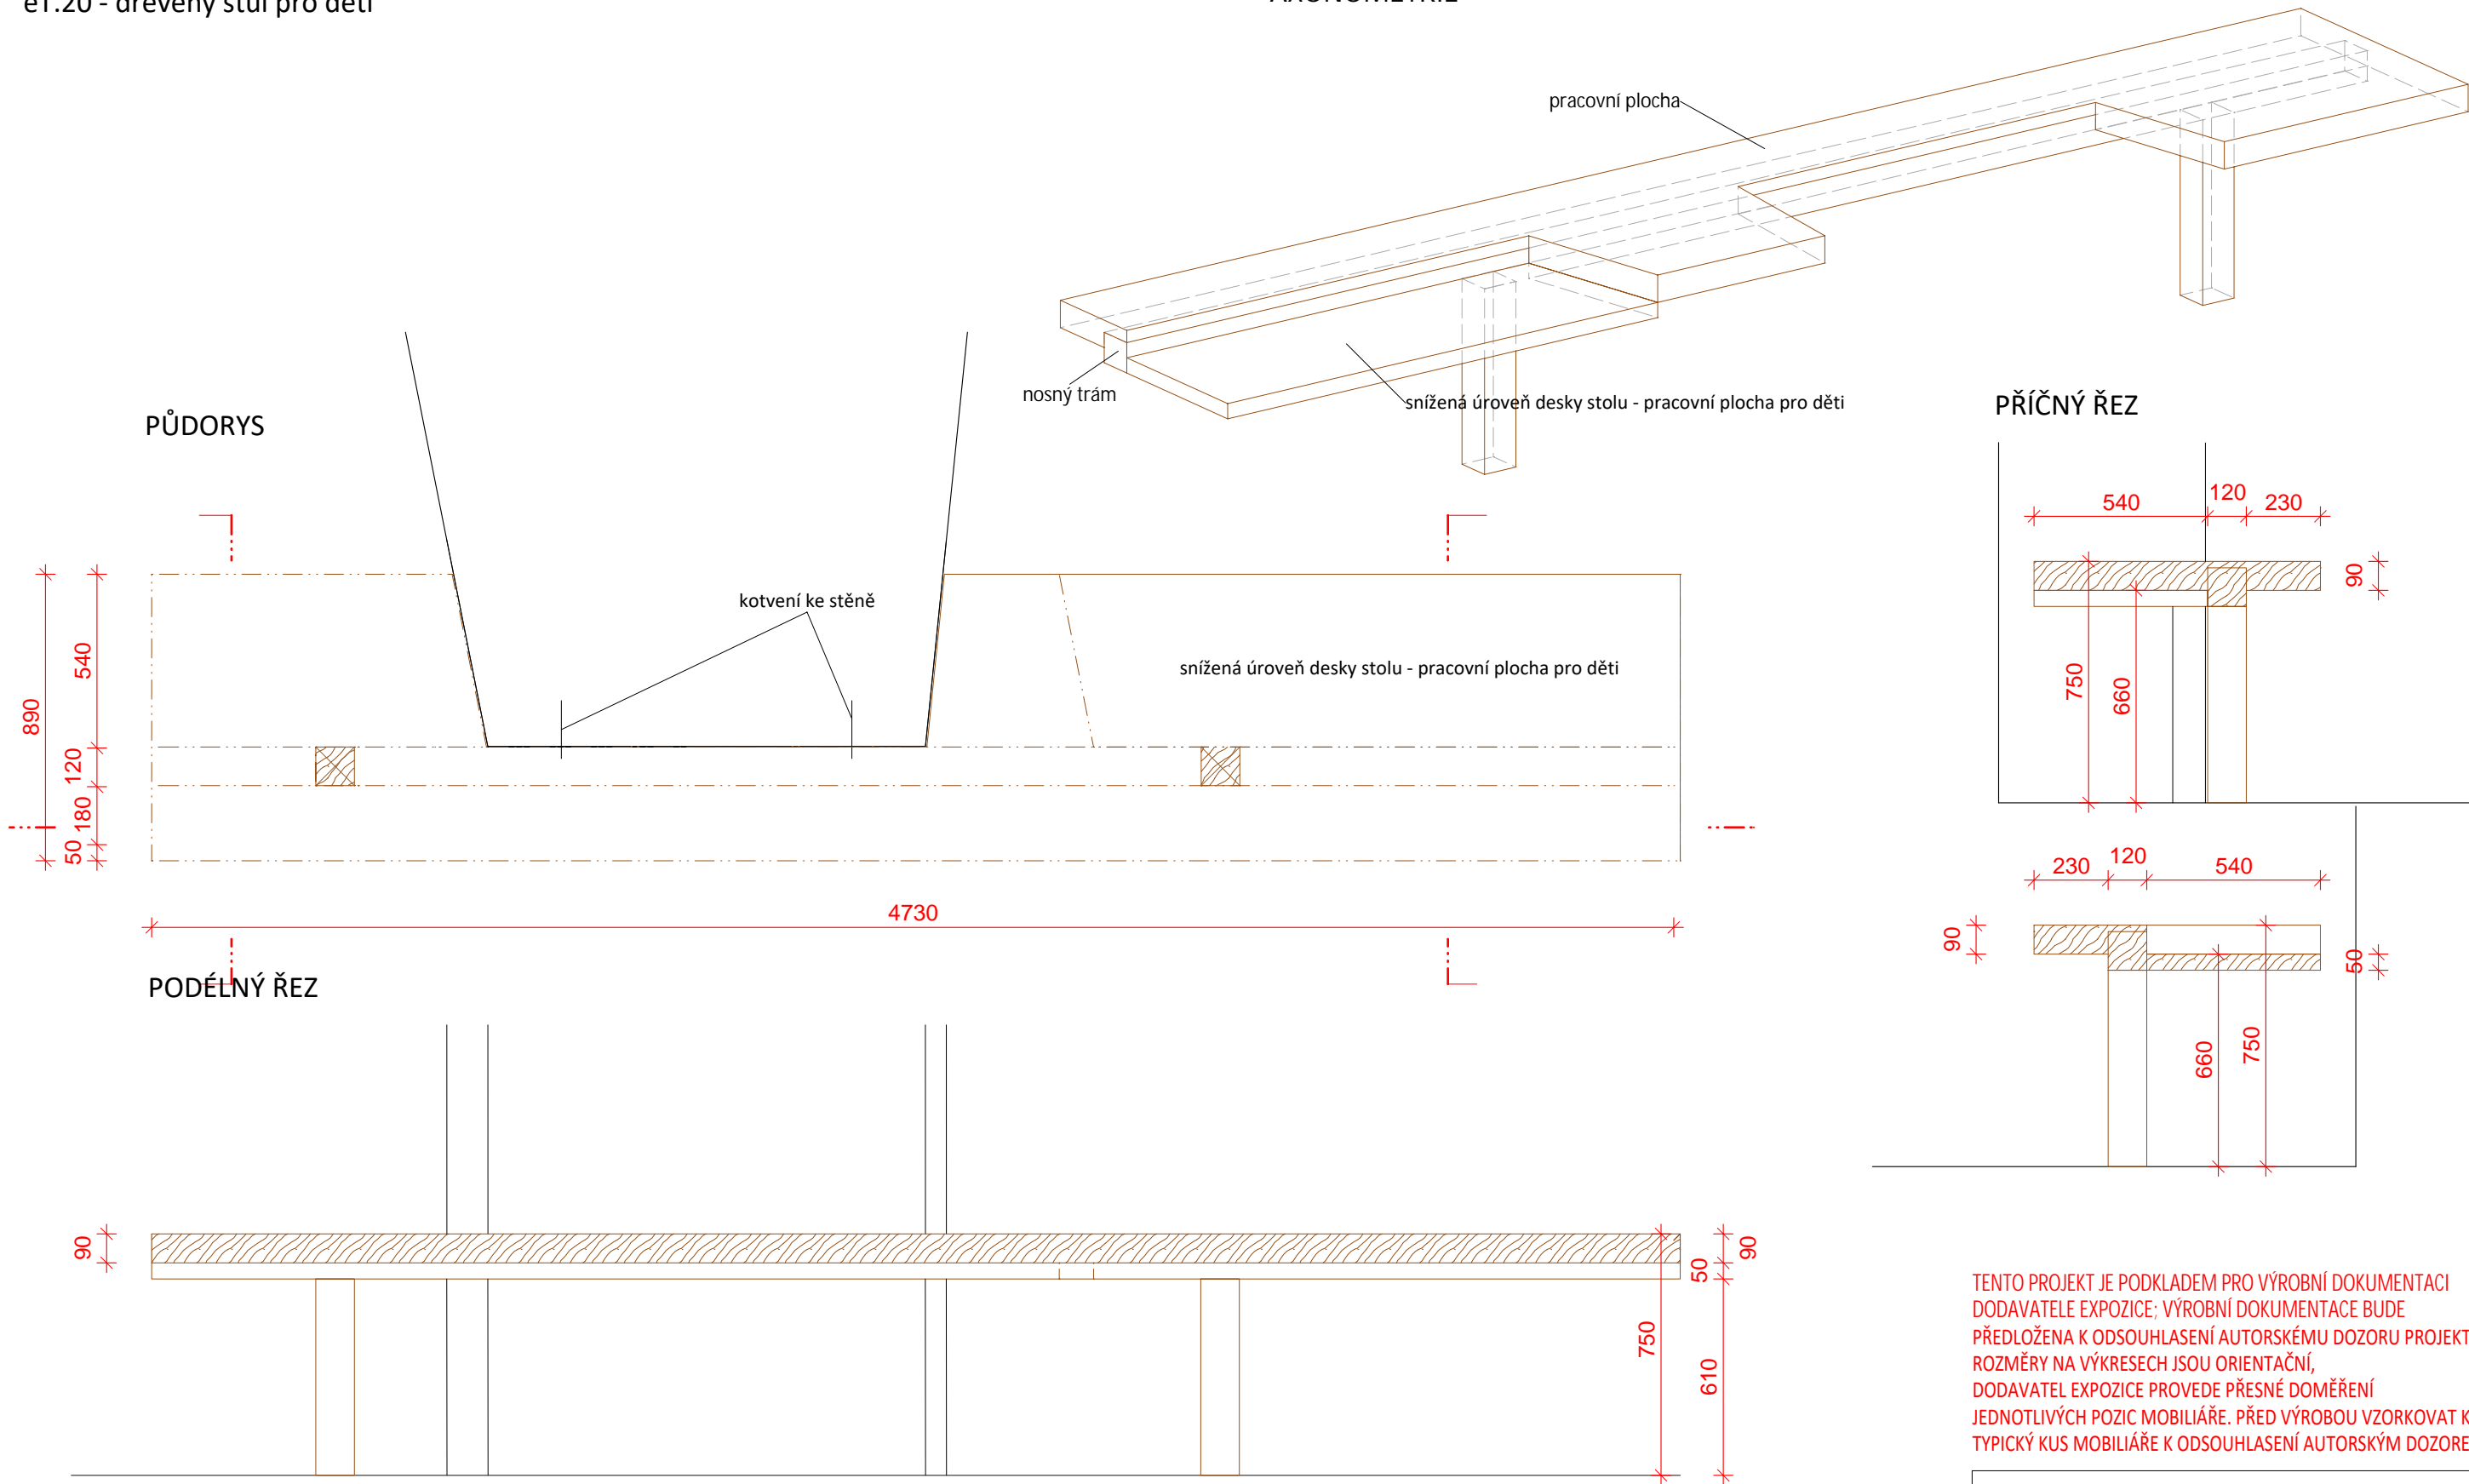 e1.20 - dřevěný stůl pro děti
AXONOMETRIE
pracovní plocha
nosný trám
snížená úroveň desky stolu - pracovní plocha pro děti
PŮDORYS
PŘÍČNÝ ŘEZ
540
120
230
90
750
660
kotvení ke stěně
snížená úroveň desky stolu - pracovní plocha pro děti
890
540
120
180
50
4730
230
120
540
90
50
660
750
PODÉLNÝ ŘEZ
90
90
50
750
610
TENTO PROJEKT JE PODKLADEM PRO VÝROBNÍ DOKUMENTACI
DODAVATELE EXPOZICE; VÝROBNÍ DOKUMENTACE BUDE
PŘEDLOŽENA K ODSOUHLASENÍ AUTORSKÉMU DOZORU PROJEKT
ROZMĚRY NA VÝKRESECH JSOU ORIENTAČNÍ,
DODAVATEL EXPOZICE PROVEDE PŘESNÉ DOMĚŘENÍ
JEDNOTLIVÝCH POZIC MOBILIÁŘE. PŘED VÝROBOU VZORKOVAT K
TYPICKÝ KUS MOBILIÁŘE K ODSOUHLASENÍ AUTORSKÝM DOZORE